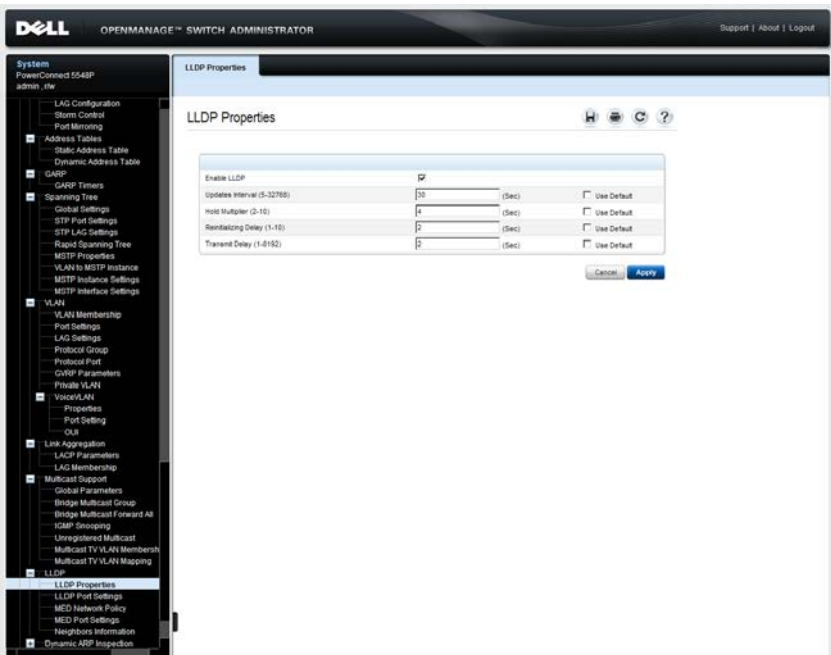 DELL OPENMANAGE™ SWITCH ADMINISTRATOR Support | About | Logout
System
PowerConnect 5548P
admin , r/w
LAG Configuration
Storm Control
Port Mirroring
Address Tables
Static Address Table
Dynamic Address Table
GARP
GARP Timers
Spanning Tree
Global Settings
STP Port Settings
STP LAG Settings
Rapid Spanning Tree
MSTP Properties
VLAN to MSTP Instance
MSTP Instance Settings
MSTP Interface Settings
VLAN
VLAN Membership
Port Settings
LAG Settings
Protocol Group
Protocol Port
GVRP Parameters
Private VLAN
VoiceVLAN
Properties
Port Setting
OUI
Link Aggregation
LACP Parameters
LAG Membership
Multicast Support
Global Parameters
Bridge Multicast Group
Bridge Multicast Forward All
IGMP Snooping
Unregistered Multicast
Multicast TV VLAN Membersh
Multicast TV VLAN Mapping
LLDP
LLDP Properties
LLDP Port Settings
MED Network Policy
MED Port Settings
Neighbors Information
Dynamic ARP Inspection
LLDP Properties
LLDP Properties
Enable LLDP
Updates Interval (5-32768) 30 (Sec) Use Default
Hold Multiplier (2-10) 4 (Sec) Use Default
Reinitializing Delay (1-10) 2 (Sec) Use Default
Transmit Delay (1-8192) 2 (Sec) Use Default
Cancel Apply